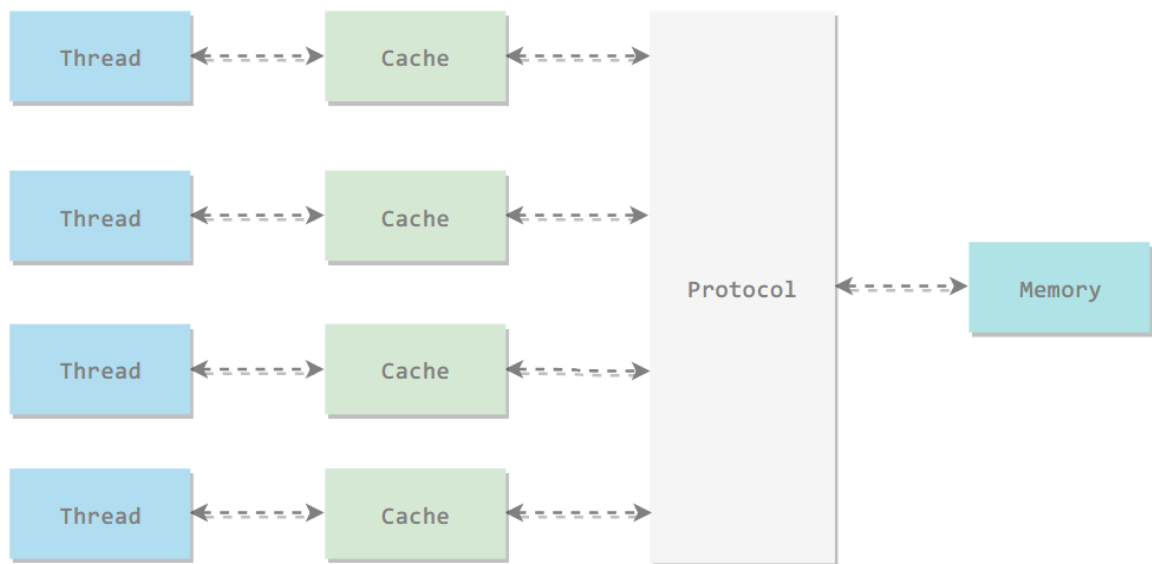 Thread
Cache
Thread
Cache
Protocol
Memory
Thread
Cache
Thread
Cache